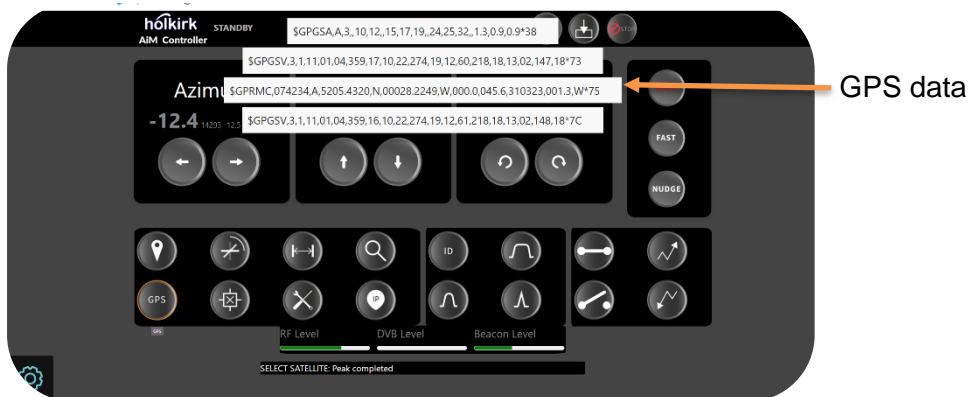 hólkirk
STANDBY
AiM Controller
$GPGSA,A,3,,10,12,,15,17,19,,24,25,32,,1.3,0.9,0.9*38
STOP
$GPGSV,3,1,11,01,04,359,17,10,22,274,19,12,60,218,18,13,02,147,18*73
$GPRMC,074234,A,5205.4320,N,00028.2249,W,000.0,045.6,310323,001.3,W*75
GPS data
$GPGSV,3,1,11,01,04,359,16,10,22,274,19,12,61,218,18,13,02,148,18*7C
-12.4 14293
FAST
NUDGE
ID
GPS
IP
GPS
RF Level
DVB Level
Beacon Level
SELECT SATELLITE: Peak completed